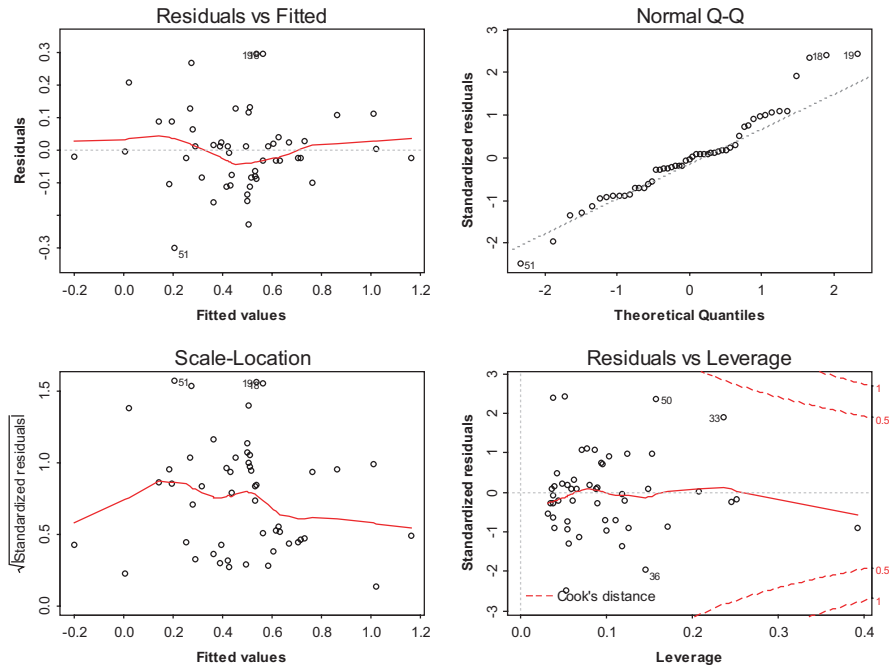 Residuals vs Fitted
Residuals
0.3
0.1
-0.1
-0.3
19
51
-0.2 0.0 0.2 0.4 0.6 0.8 1.0 1.2
Fitted values
Normal Q-Q
Standardized residuals
3
2
1
0
-1
-2
18 19
51
-2 -1 0 1 2
Theoretical Quantiles
Scale-Location
√|Standardized residuals|
1.5
1.0
0.5
0.0
51 19
-0.2 0.0 0.2 0.4 0.6 0.8 1.0 1.2
Fitted values
Residuals vs Leverage
Standardized residuals
3
2
1
0
-1
-2
-3
50
33
36
1
0.5
0.5
1
Cook's distance
0.0 0.1 0.2 0.3 0.4
Leverage